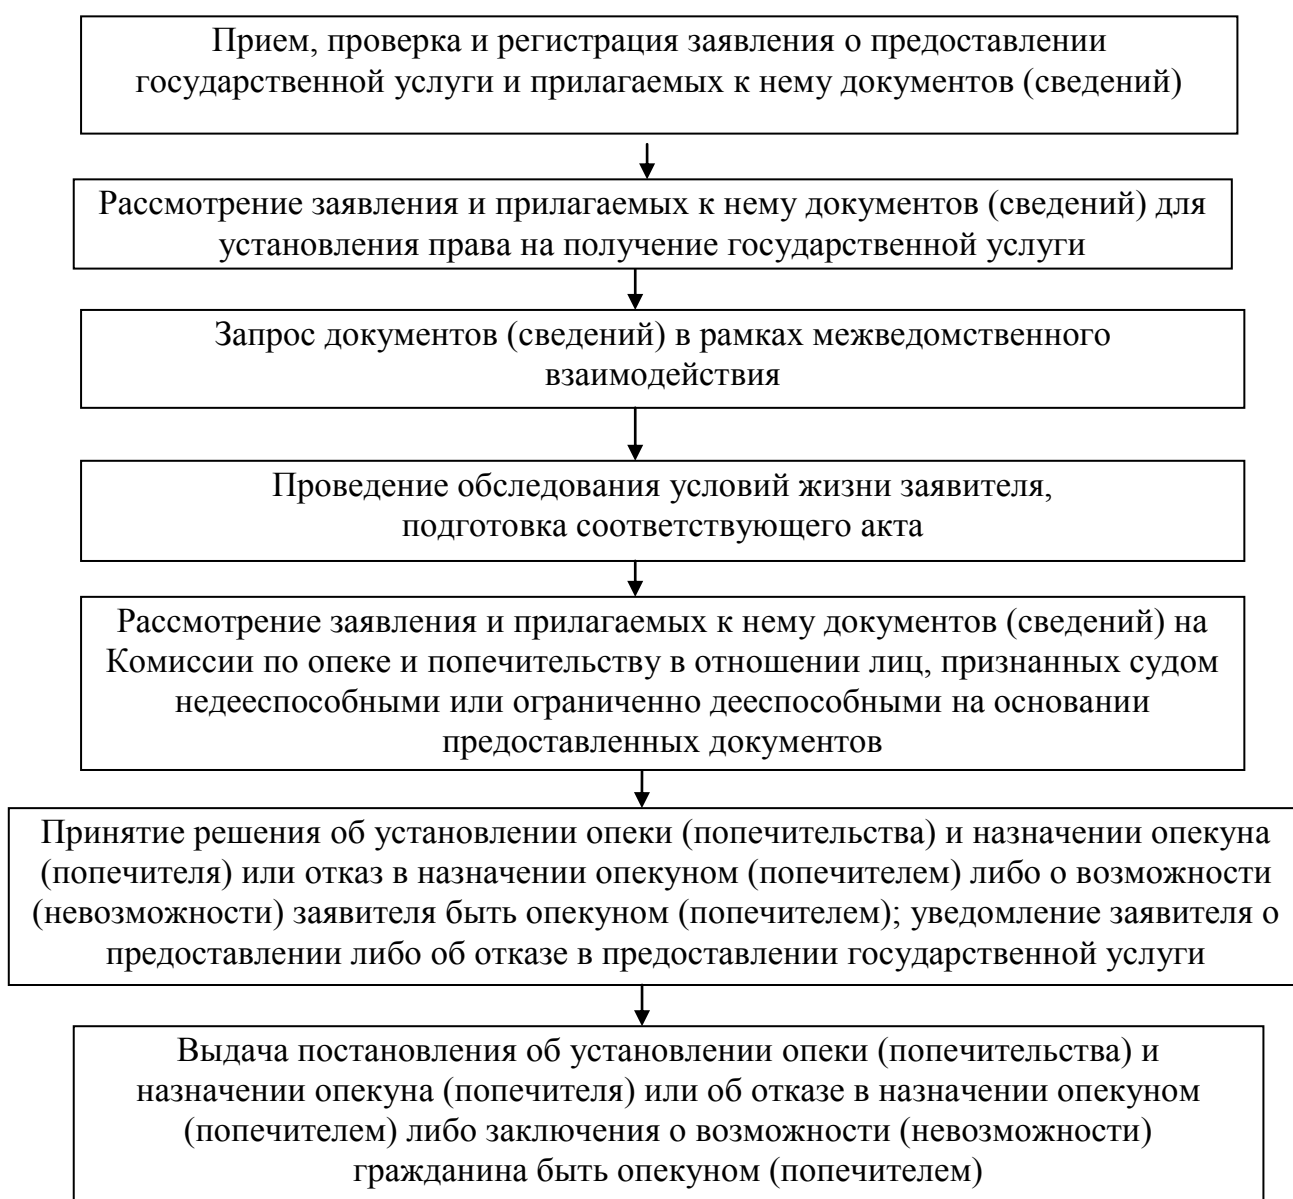 Прием, проверка и регистрация заявления о предоставлении
государственной услуги и прилагаемых к нему документов (сведений)
Рассмотрение заявления и прилагаемых к нему документов (сведений) для
установления права на получение государственной услуги
Запрос документов (сведений) в рамках межведомственного
взаимодействия
Проведение обследования условий жизни заявителя,
подготовка соответствующего акта
Рассмотрение заявления и прилагаемых к нему документов (сведений) на
Комиссии по опеке и попечительству в отношении лиц, признанных судом
недееспособными или ограниченно дееспособными на основании
предоставленных документов
Принятие решения об установлении опеки (попечительства) и назначении опекуна
(попечителя) или отказ в назначении опекуном (попечителем) либо о возможности
(невозможности) заявителя быть опекуном (попечителем); уведомление заявителя о
предоставлении либо об отказе в предоставлении государственной услуги
Выдача постановления об установлении опеки (попечительства) и
назначении опекуна (попечителя) или об отказе в назначении опекуном
(попечителем) либо заключения о возможности (невозможности)
гражданина быть опекуном (попечителем)